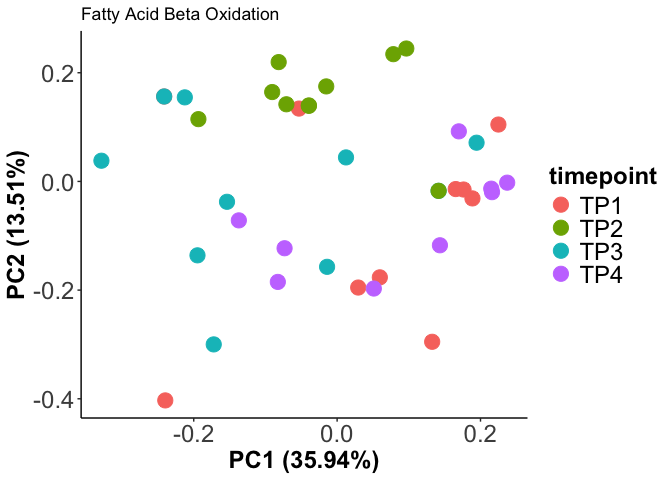 Fatty Acid Beta Oxidation
0.2
0.0
-0.2
-0.4
PC2 (13.51%)
-0.2
0.0
0.2
PC1 (35.94%)
timepoint
TP1
TP2
TP3
TP4